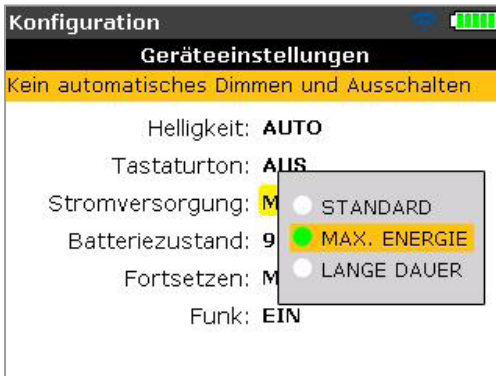 Konfiguration
Geräteeinstellungen
Kein automatisches Dimmen und Ausschalten
Helligkeit: AUTO
Tastaturton: AUS
Stromversorgung: M
STANDARD
Batteriezustand: 9
MAX. ENERGIE
Fortsetzen: M
LANGE DAUER
Funk: EIN